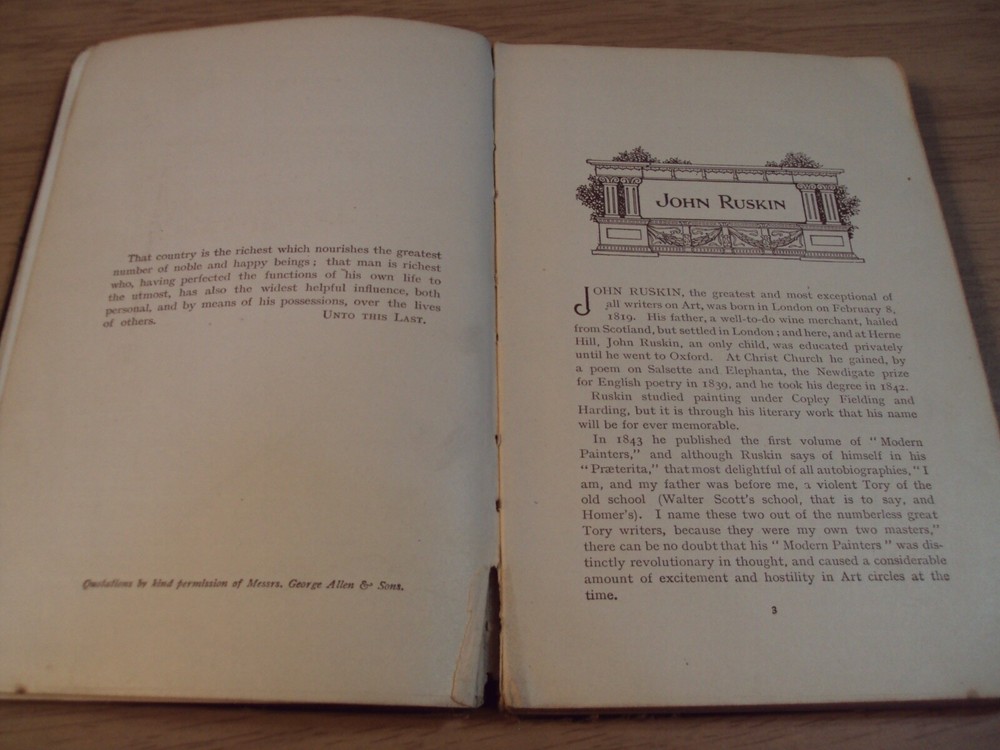 That country is the richest which nourishes the greatest
number of noble and happy beings; that man is richest
who, having perfected the functions of his own life to
the utmost, has also the widest helpful influence, both
personal, and by means of his possessions, over the lives
of others. UNTO THIS LAST.
Quotations by kind permission of Messrs. George Allen & Sons.
JOHN RUSKIN
JOHN RUSKIN, the greatest and most exceptional of
all writers on Art, was born in London on February 8,
1819. His father, a well-to-do wine merchant, hailed
from Scotland, but settled in London; and here, and at Herne
Hill, John Ruskin, an only child, was educated privately
until he went to Oxford. At Christ Church he gained, by
a poem on Salsette and Elephanta, the Newdigate prize
for English poetry in 1839, and he took his degree in 1842.
Ruskin studied painting under Copley Fielding and
Harding, but it is through his literary work that his name
will be for ever memorable.
In 1843 he published the first volume of "Modern
Painters," and although Ruskin says of himself in his
"Præterita," that most delightful of all autobiographies, "I
am, and my father was before me, a violent Tory of the
old school (Walter Scott's school, that is to say, and
Homer's). I name these two out of the numberless great
Tory writers, because they were my own two masters,"
there can be no doubt that his "Modern Painters" was dis-
tinctly revolutionary in thought, and caused a considerable
amount of excitement and hostility in Art circles at the
time.
3